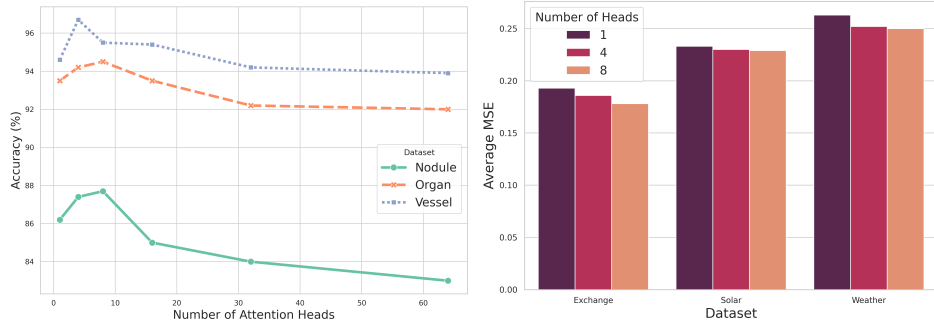 96
94
92
90
88
86
84
Accuracy (%)
0
10
20
30
40
50
60
Number of Attention Heads
Dataset
Nodule
Organ
Vessel
0.25
0.20
0.15
0.10
0.05
0.00
Average MSE
Number of Heads
1
4
8
Exchange
Solar
Weather
Dataset